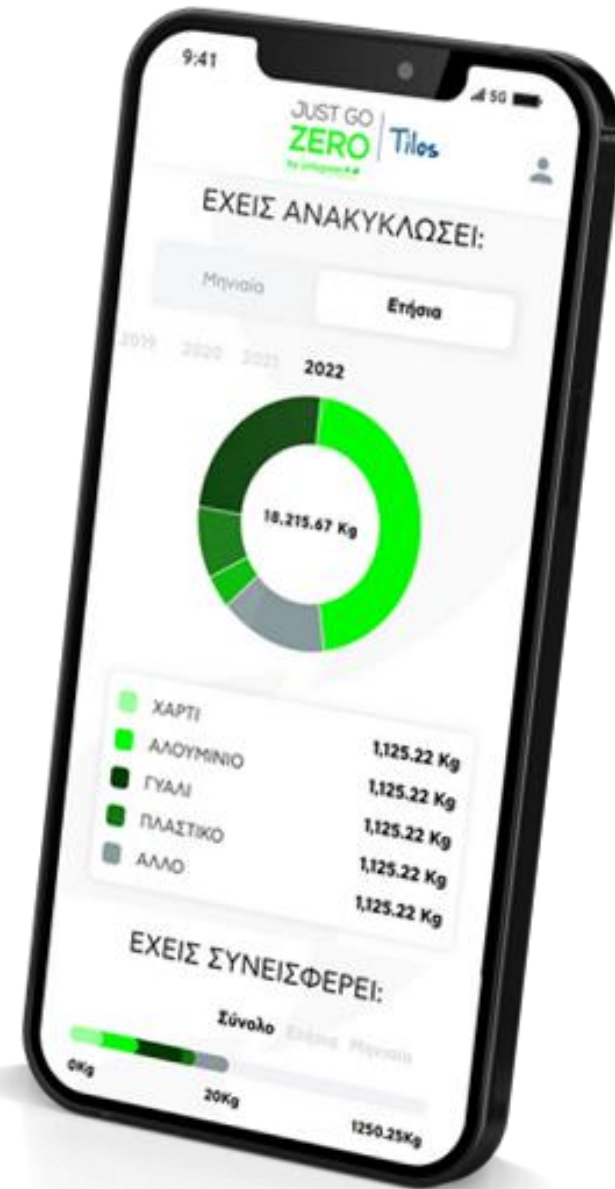 9:41
5G
JUST GO
ZERO
Tilos
ΕΧΕΙΣ ΑΝΑΚΥΚΛΩΣΕΙ:
Μηνιαία Ετήσια
2019 2020 2021 2022
18.215.67 Kg
ΧΑΡΤΙ 1,125.22 Kg
ΑΛΟΥΜΙΝΙΟ 1,125.22 Kg
ΓΥΑΛΙ 1,125.22 Kg
ΠΛΑΣΤΙΚΟ 1,125.22 Kg
ΑΛΛΟ 1,125.22 Kg
ΕΧΕΙΣ ΣΥΝΕΙΣΦΕΡΕΙ:
Σύνολο Ετήσια Μηνιαία
0Kg 20Kg 1250.25Kg